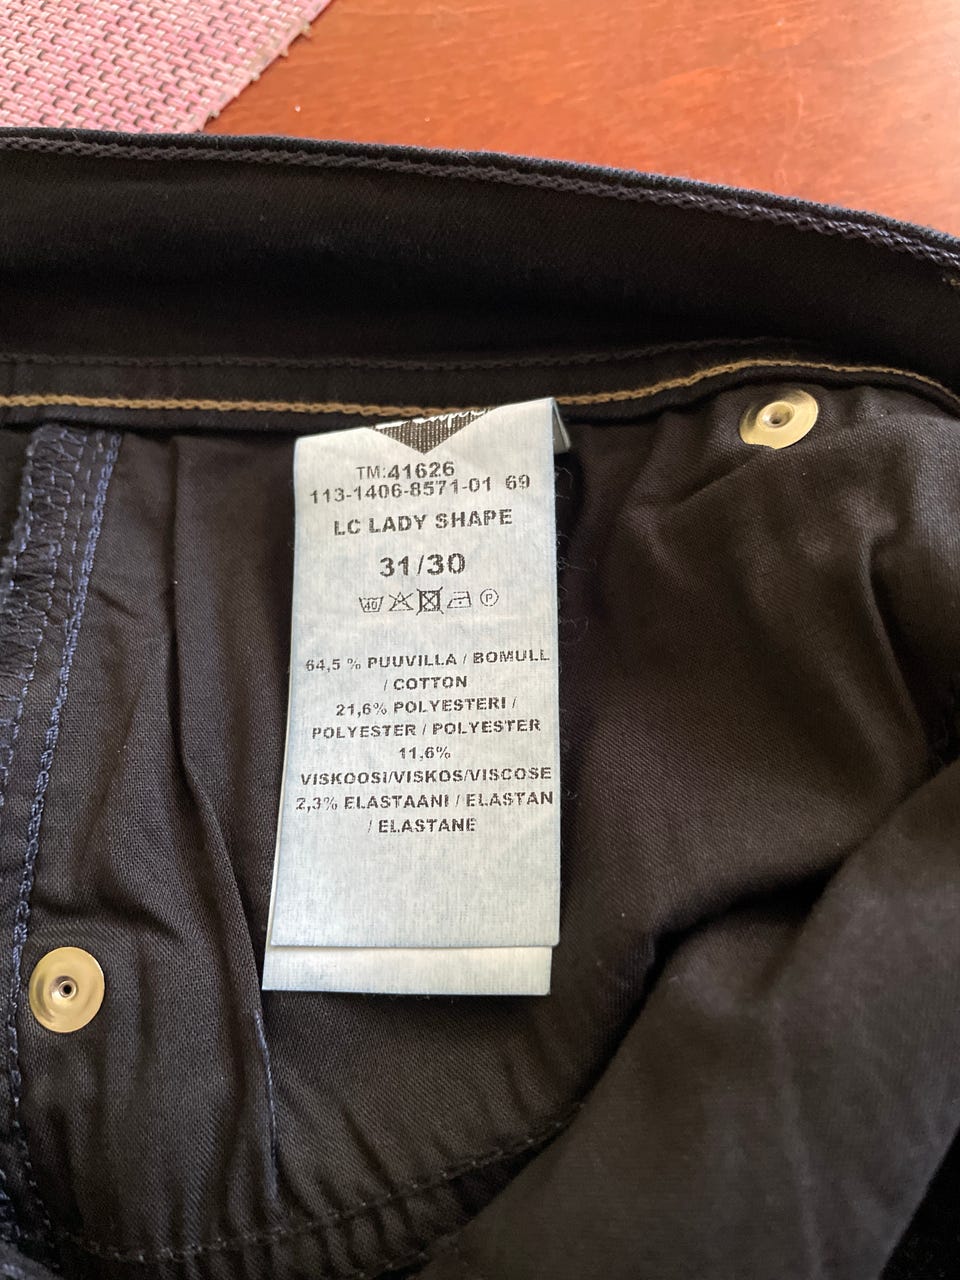 TM:41626
113-1406-8571-01 69
LC LADY SHAPE
31/30
40 P
64,5 % PUUVILLA / BOMULL
/ COTTON
21,6% POLYESTERI /
POLYESTER / POLYESTER
11,6%
VISKOOSI/VISKOS/VISCOSE
2,3% ELASTAANI / ELASTAN
/ ELASTANE